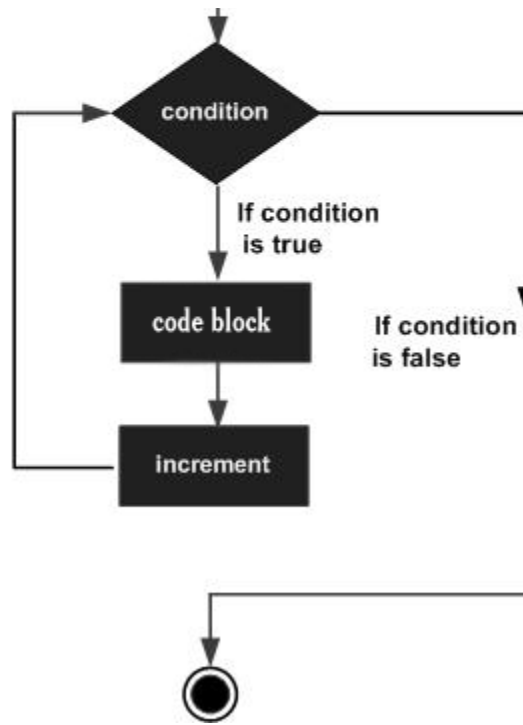 condition
If condition
is true
code block
If condition
is false
increment